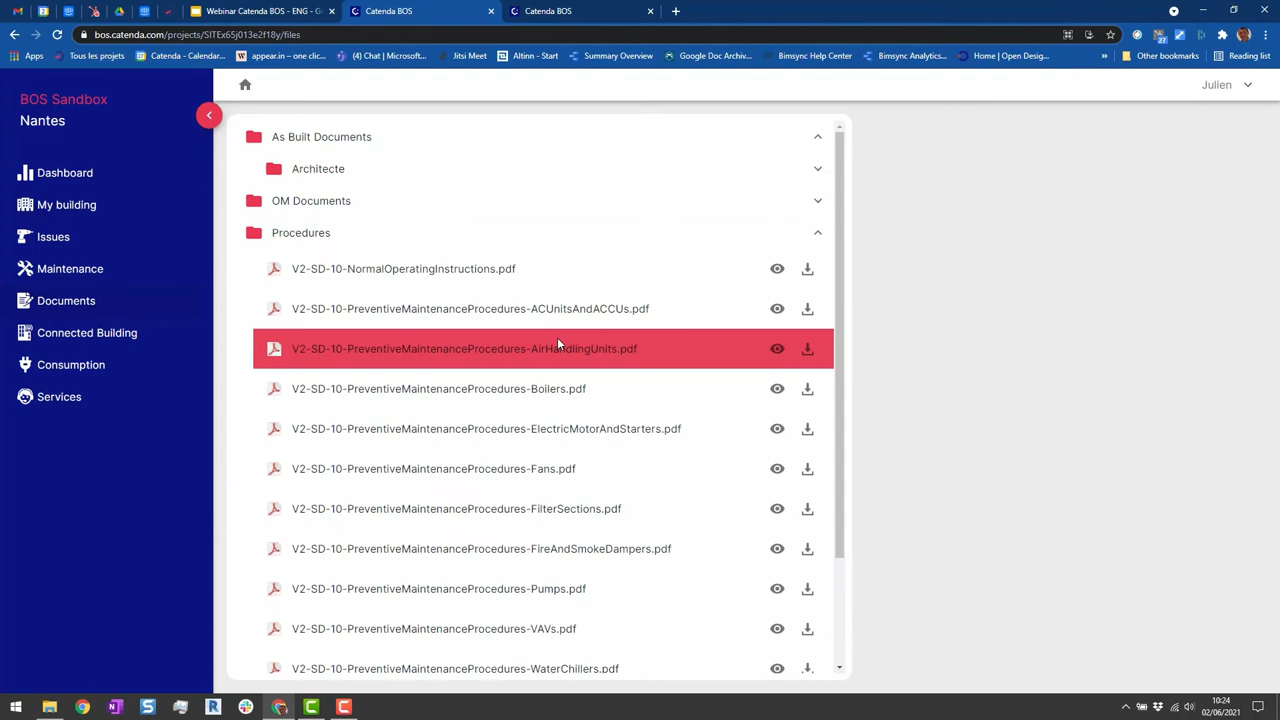 Webinar Catenda BOS - ENG - G
Catenda BOS
Catenda BOS
bos.catenda.com/projects/SITEx65j013e2f18y/files
Apps
Tous les projets
Catenda - Calendar...
appear.in – one clic...
(4) Chat | Microsoft...
Jitsi Meet
Altinn - Start
Summary Overview
Google Doc Archiv...
Bimsync Help Center
Bimsync Analytics...
Home | Open Desig...
Other bookmarks
Reading list
BOS Sandbox
Nantes
Julien
Dashboard
My building
Issues
Maintenance
Documents
Connected Building
Consumption
Services
As Built Documents
Architecte
OM Documents
Procedures
V2-SD-10-NormalOperatingInstructions.pdf
V2-SD-10-PreventiveMaintenanceProcedures-ACUnitsAndACCUs.pdf
V2-SD-10-PreventiveMaintenanceProcedures-AirHandlingUnits.pdf
V2-SD-10-PreventiveMaintenanceProcedures-Boilers.pdf
V2-SD-10-PreventiveMaintenanceProcedures-ElectricMotorAndStarters.pdf
V2-SD-10-PreventiveMaintenanceProcedures-Fans.pdf
V2-SD-10-PreventiveMaintenanceProcedures-FilterSections.pdf
V2-SD-10-PreventiveMaintenanceProcedures-FireAndSmokeDampers.pdf
V2-SD-10-PreventiveMaintenanceProcedures-Pumps.pdf
V2-SD-10-PreventiveMaintenanceProcedures-VAVs.pdf
V2-SD-10-PreventiveMaintenanceProcedures-WaterChillers.pdf
10:24
02/06/2021